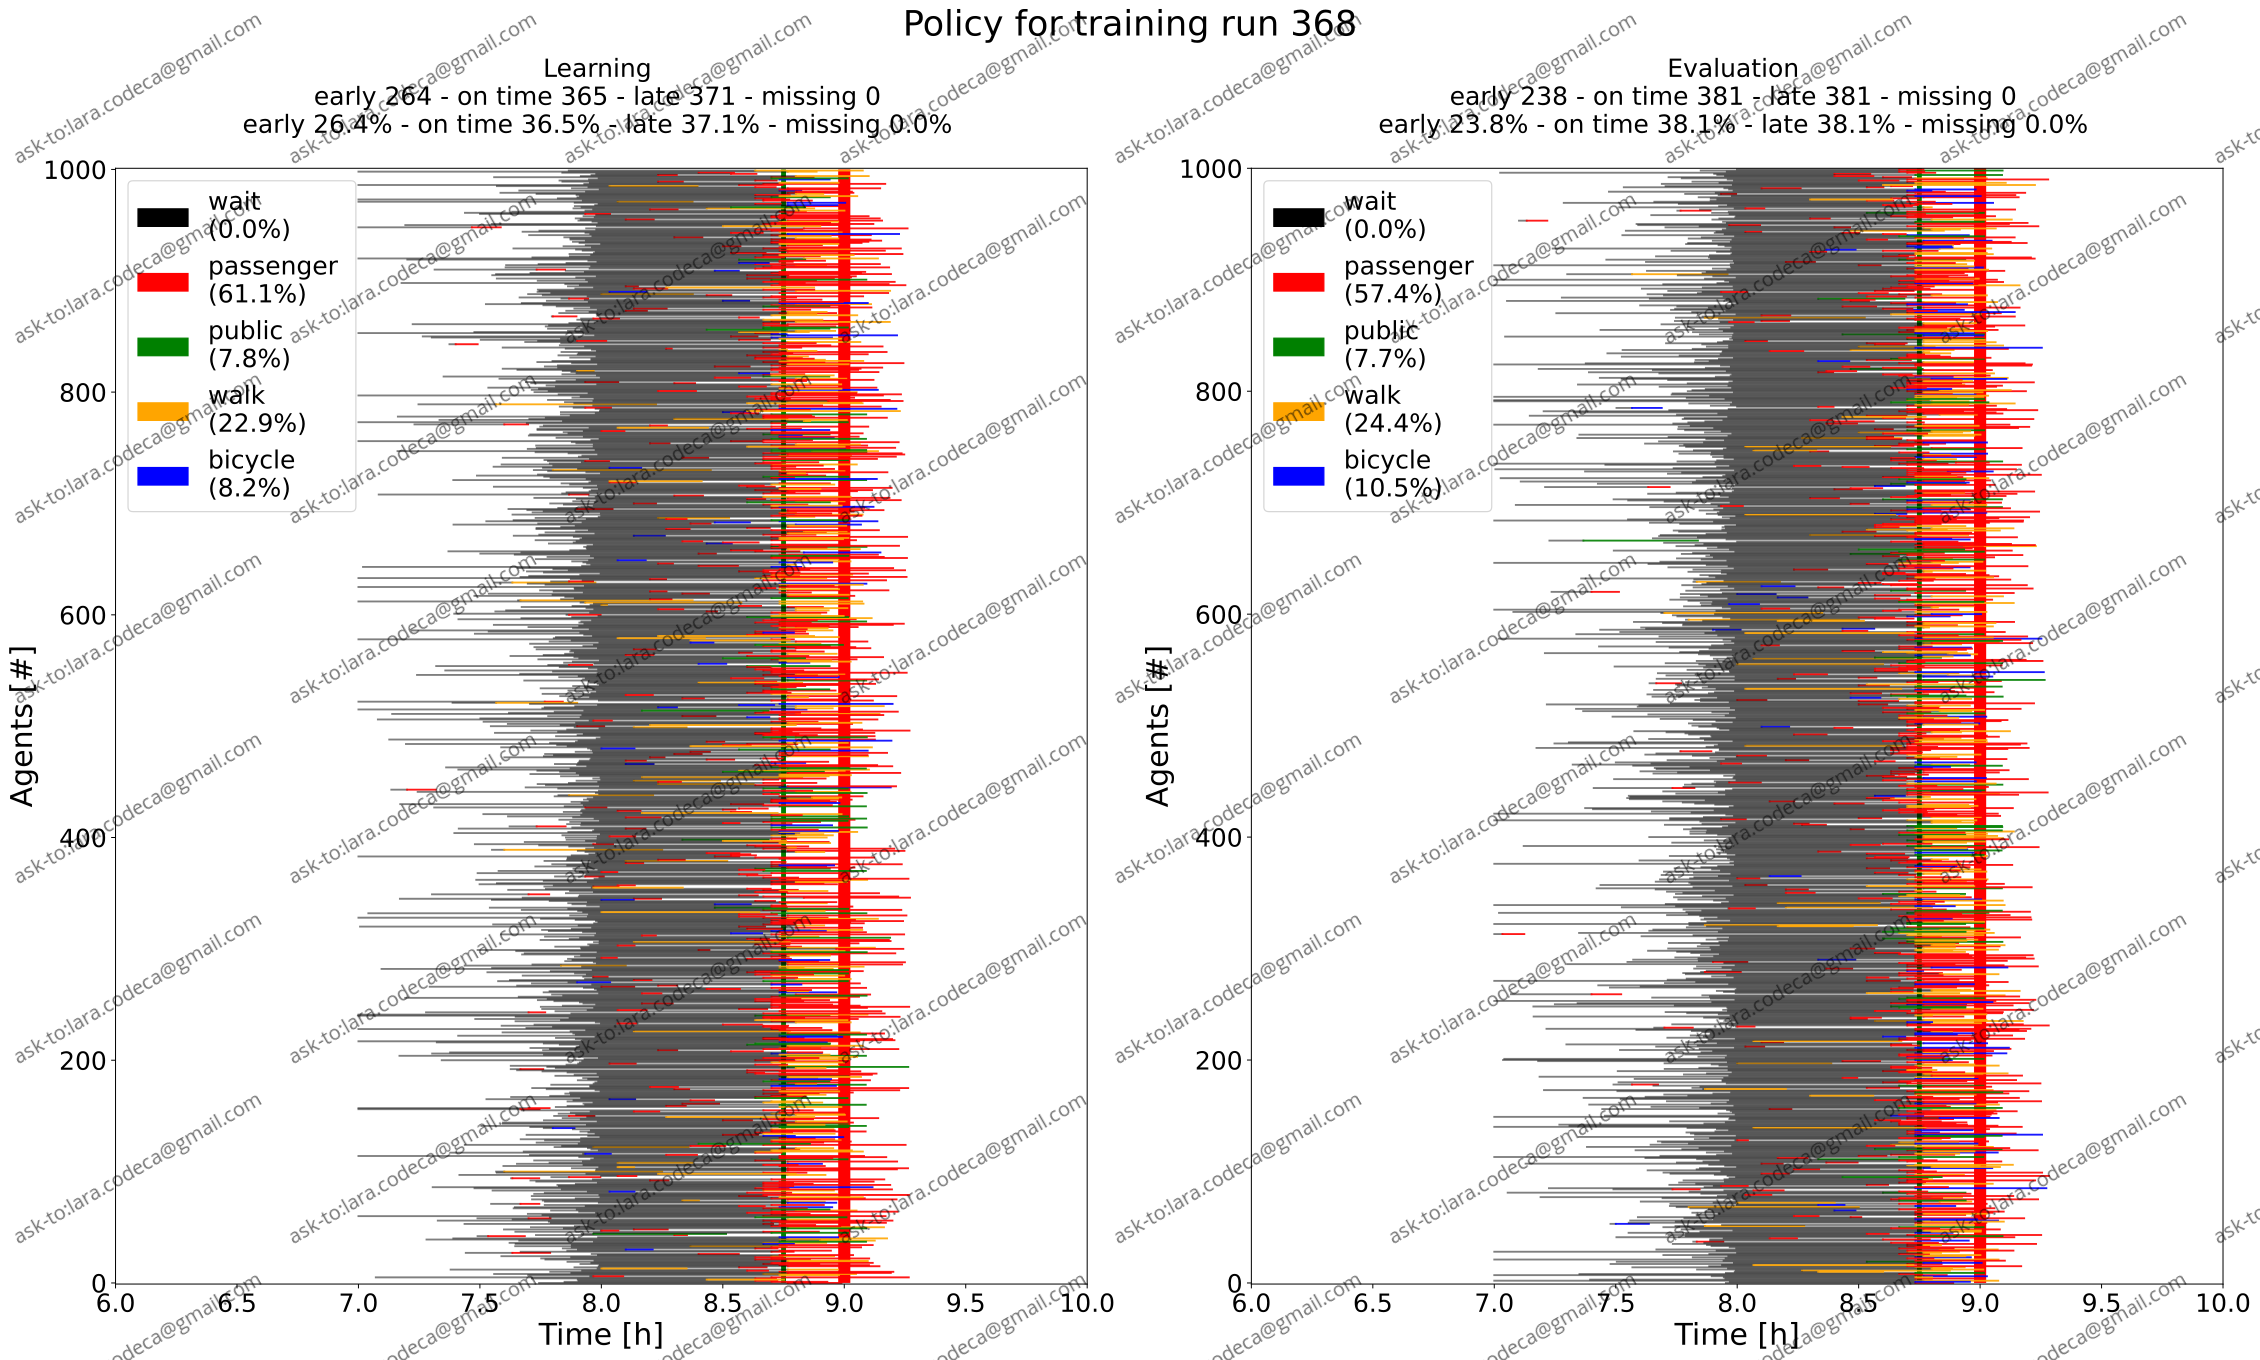 Policy for training run 368
Learning
early 264 - on time 365 - late 371 - missing 0
early 26.4% - on time 36.5% - late 37.1% - missing 0.0%
1000
800
600
400
200
0
Agents [#]
wait
(0.0%)
passenger
(61.1%)
public
(7.8%)
walk
(22.9%)
bicycle
(8.2%)
6.0 6.5 7.0 7.5 8.0 8.5 9.0 9.5 10.0
Time [h]
Evaluation
early 238 - on time 381 - late 381 - missing 0
early 23.8% - on time 38.1% - late 38.1% - missing 0.0%
1000
800
600
400
200
0
Agents [#]
wait
(0.0%)
passenger
(57.4%)
public
(7.7%)
walk
(24.4%)
bicycle
(10.5%)
6.0 6.5 7.0 7.5 8.0 8.5 9.0 9.5 10.0
Time [h]
ask-to:lara.codeca@gmail.com